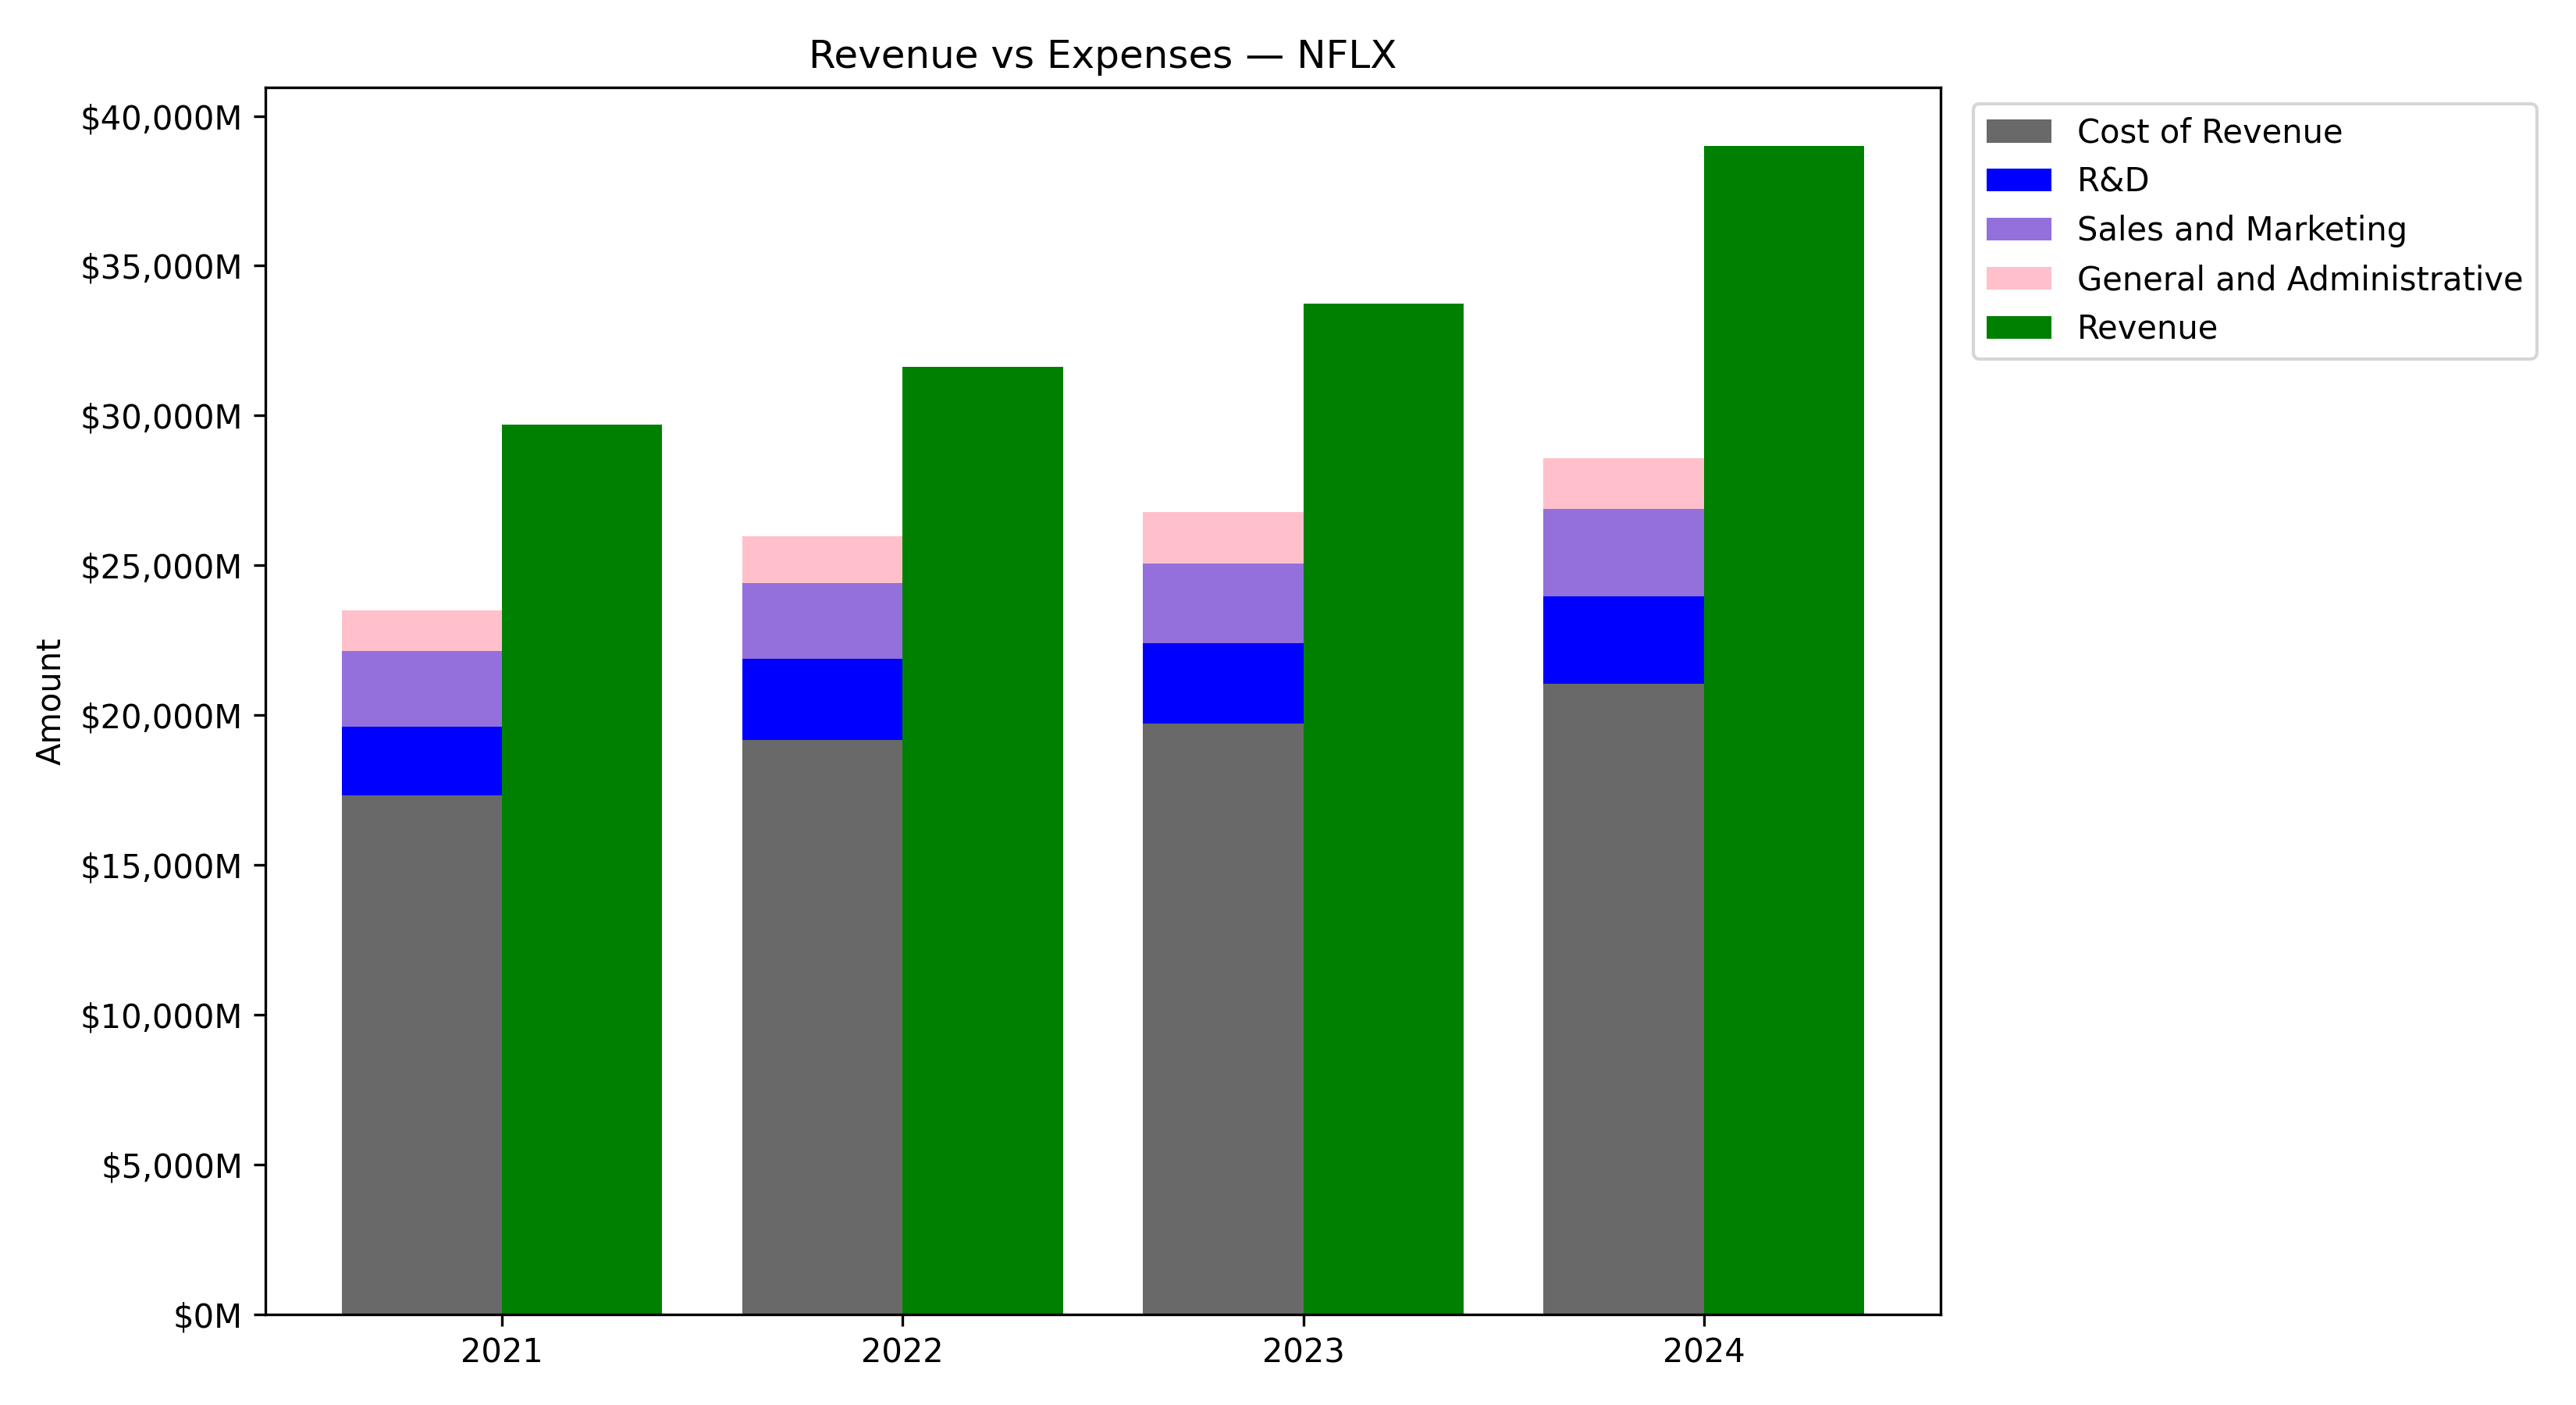 Revenue vs Expenses — NFLX
$40,000M
$35,000M
$30,000M
$25,000M
$20,000M
$15,000M
$10,000M
$5,000M
$0M
Amount
2021
2022
2023
2024
Cost of Revenue
R&D
Sales and Marketing
General and Administrative
Revenue